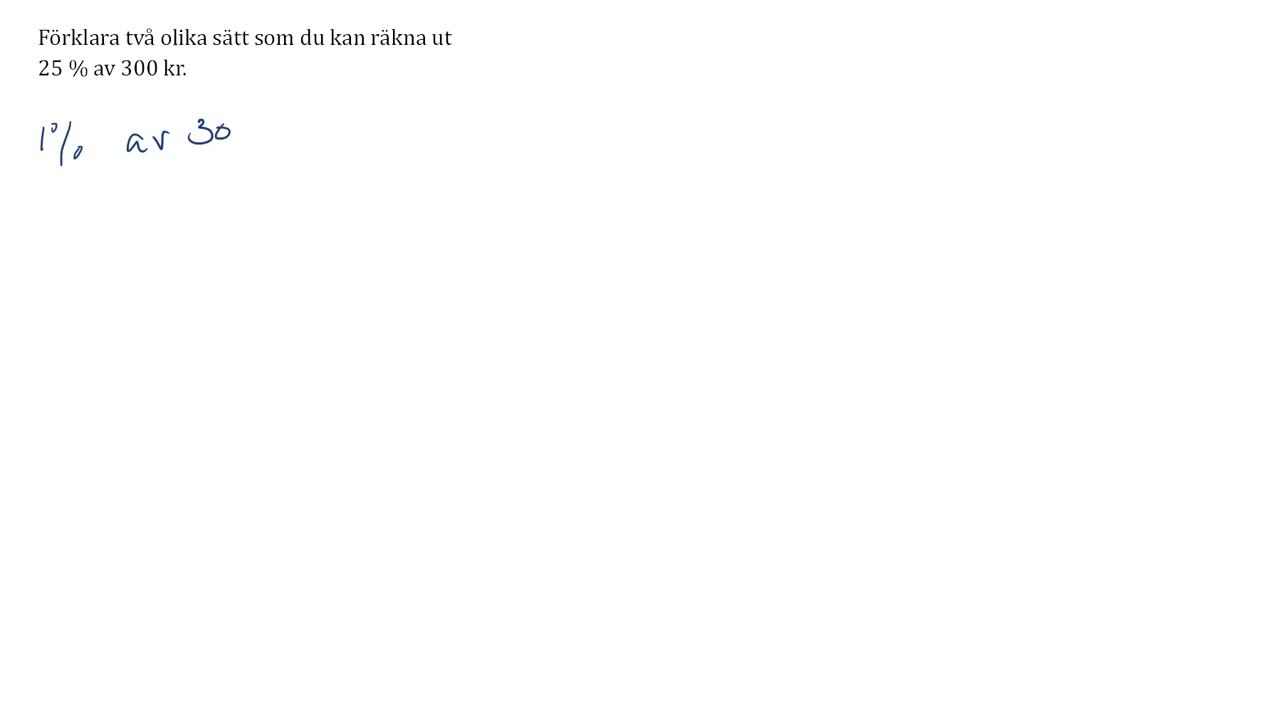 Förklara två olika sätt som du kan räkna ut
25 % av 300 kr.
1% av 30